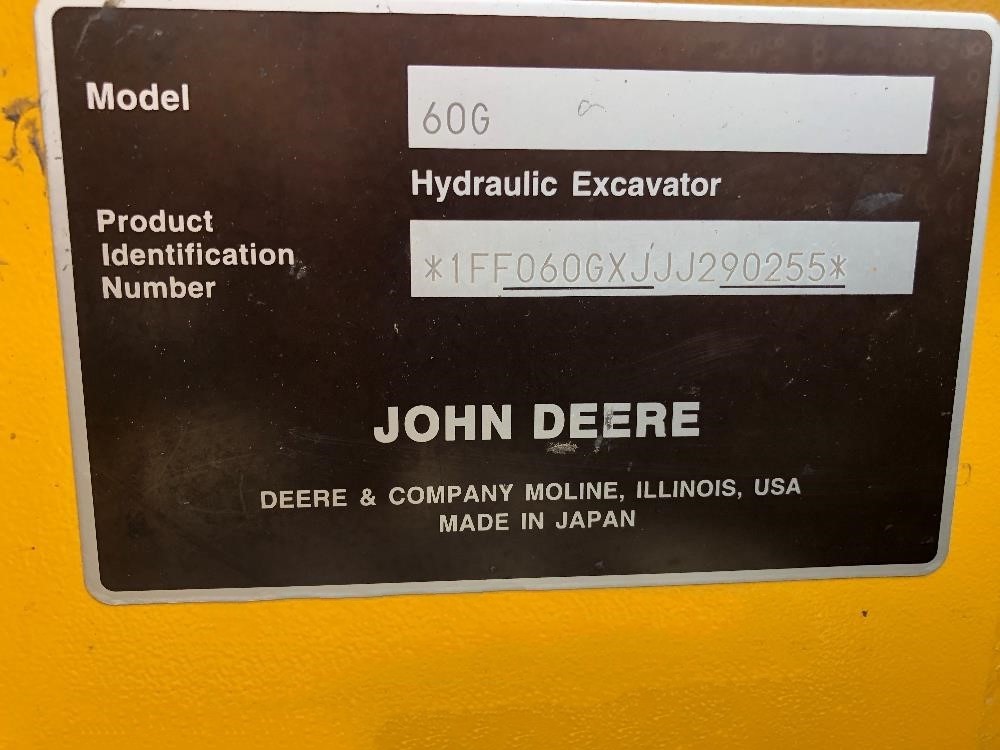 Model
60G
Hydraulic Excavator
Product
Identification
Number
*1FF060GXJJJ290255*
JOHN DEERE
DEERE & COMPANY MOLINE, ILLINOIS, USA
MADE IN JAPAN